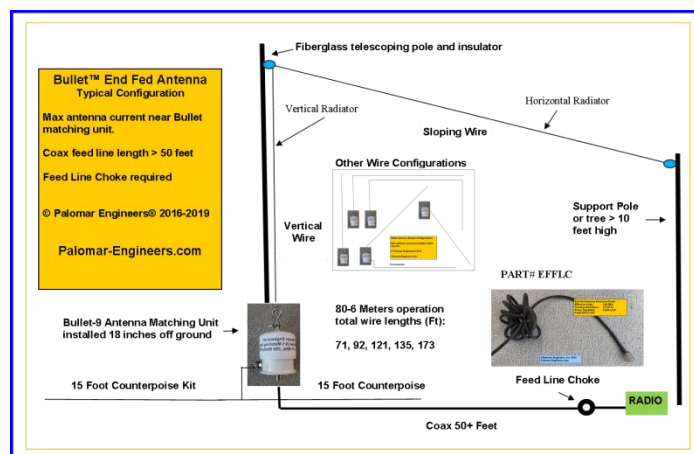 Fiberglass telescoping pole and insulator
Bullet™ End Fed Antenna
Typical Configuration
Max antenna current near Bullet
matching unit.
Coax feed line length > 50 feet
Feed Line Choke required
© Palomar Engineers® 2016-2019
Palomar-Engineers.com
Vertical Radiator
Horizontal Radiator
Sloping Wire
Other Wire Configurations
Vertical
Wire
Support Pole
or tree > 10
feet high
PART# EFFLC
Bullet-9 Antenna Matching Unit
installed 18 inches off ground
80-6 Meters operation
total wire lengths (Ft):
71, 92, 121, 135, 173
15 Foot Counterpoise Kit
15 Foot Counterpoise
Feed Line Choke
RADIO
Coax 50+ Feet